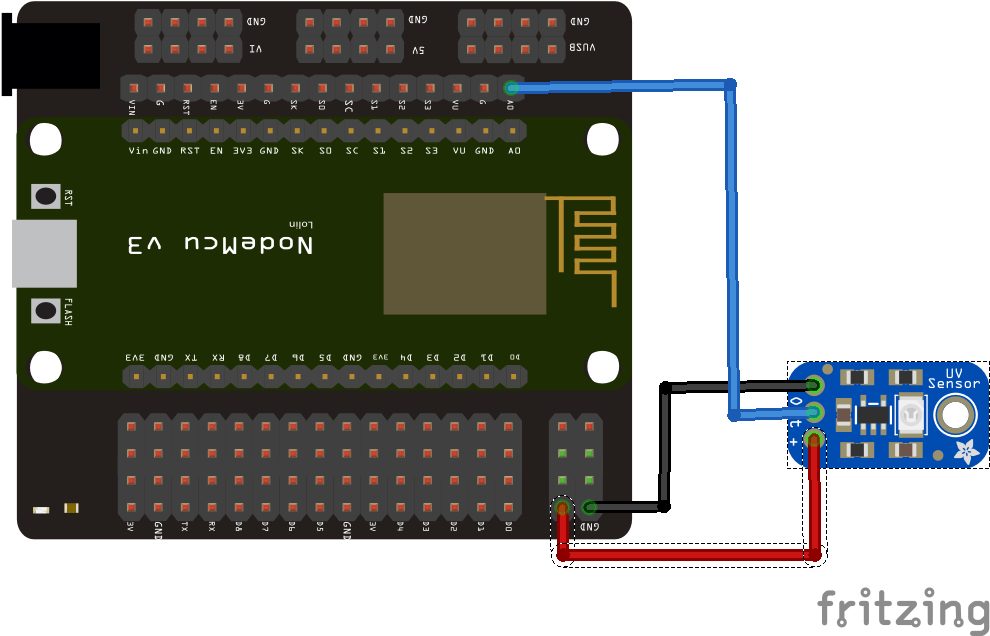 GND GND GND
VI 5V VUSB
VIN G RST EN 3V G SK SO SC S1 S2 S3 VU G AO
Vin GND RST EN 3V3 GND SK SO SC S1 S2 S3 VU GND AO
RST
Lolin
NodeMcu v3
FLASH
3V3 GND TX RX D8 D7 D6 D5 GND 3V3 D4 D3 D2 D1 D0
UV
Sensor
O
t
+
3V GND TX RX D8 D7 D6 D5 GND 3V D4 D3 D2 D1 D0 GND
fritzing